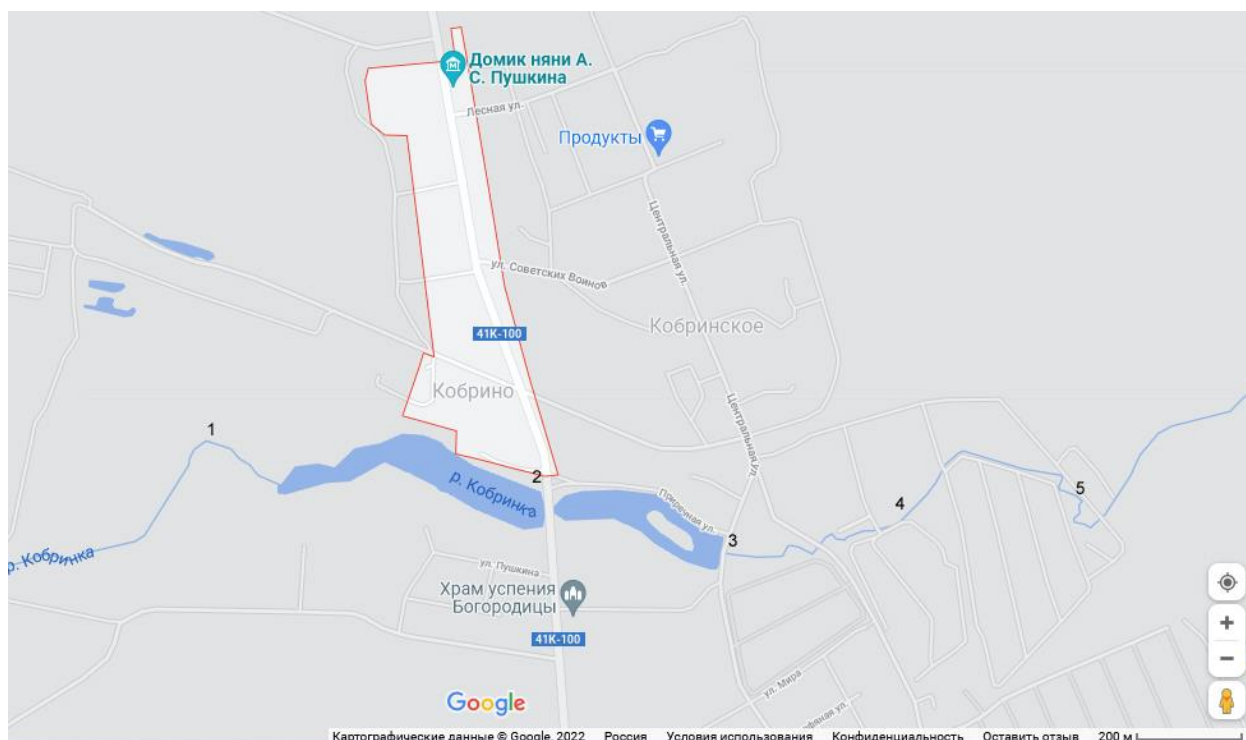 Домик няни А.
С. Пушкина
Лесная ул.
Продукты
Центральная ул.
ул. Советских Воинов
Кобринское
41К-100
Кобрино
Центральная ул.
1
2
р. Кобринка
Поречная ул.
3
4
5
р. Кобринка
ул. Пушкина
Храм успения
Богородицы
41К-100
ул. Мира
Google
Картографические данные © Google, 2022 Россия Условия использования Конфиденциальность Оставить отзыв 200 м